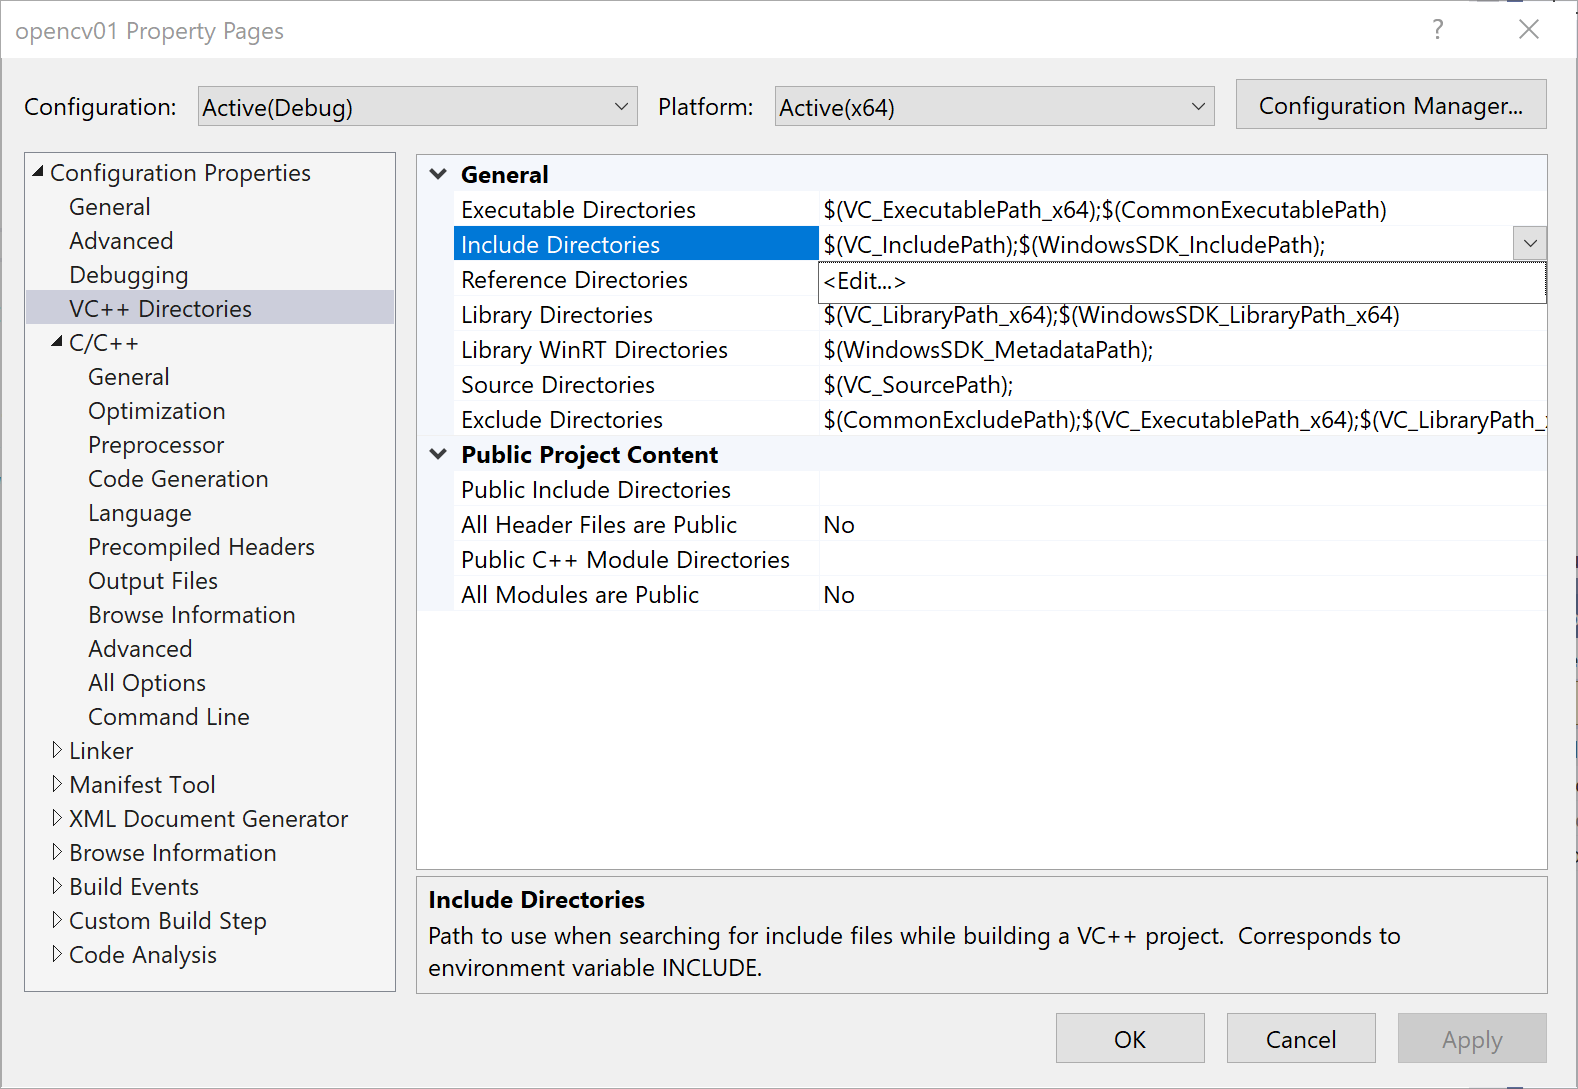 opencv01 Property Pages
?
Configuration: Active(Debug) Platform: Active(x64) Configuration Manager...
Configuration Properties
General
Advanced
Debugging
VC++ Directories
C/C++
General
Optimization
Preprocessor
Code Generation
Language
Precompiled Headers
Output Files
Browse Information
Advanced
All Options
Command Line
Linker
Manifest Tool
XML Document Generator
Browse Information
Build Events
Custom Build Step
Code Analysis
General
Executable Directories $(VC_ExecutablePath_x64);$(CommonExecutablePath)
Include Directories $(VC_IncludePath);$(WindowsSDK_IncludePath);
Reference Directories <Edit...>
Library Directories $(VC_LibraryPath_x64);$(WindowsSDK_LibraryPath_x64)
Library WinRT Directories $(WindowsSDK_MetadataPath);
Source Directories $(VC_SourcePath);
Exclude Directories $(CommonExcludePath);$(VC_ExecutablePath_x64);$(VC_LibraryPath_
Public Project Content
Public Include Directories
All Header Files are Public No
Public C++ Module Directories
All Modules are Public No
Include Directories
Path to use when searching for include files while building a VC++ project. Corresponds to
environment variable INCLUDE.
OK Cancel Apply